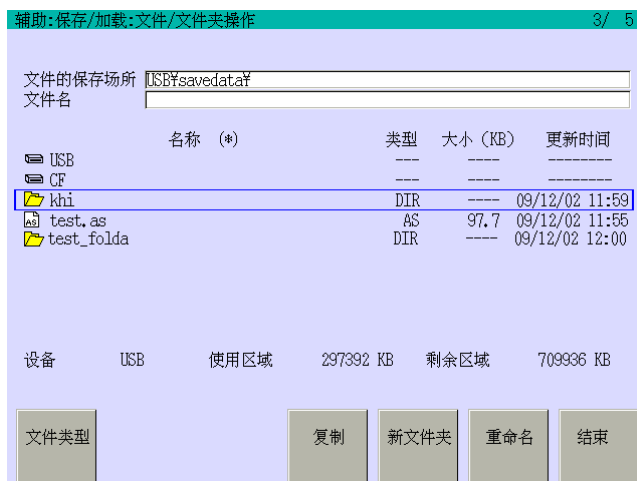 辅助:保存/加载:文件/文件夹操作 3/ 5
文件的保存场所 USB¥savedata¥
文件名
名称 (*) 类型 大小 (KB) 更新时间
USB --- ---- --------
CF --- ---- --------
khi DIR ---- 09/12/02 11:59
AS test.as AS 97.7 09/12/02 11:55
test_folda DIR ---- 09/12/02 12:00
设备 USB 使用区域 297392 KB 剩余区域 709936 KB
文件类型 复制 新文件夹 重命名 结束